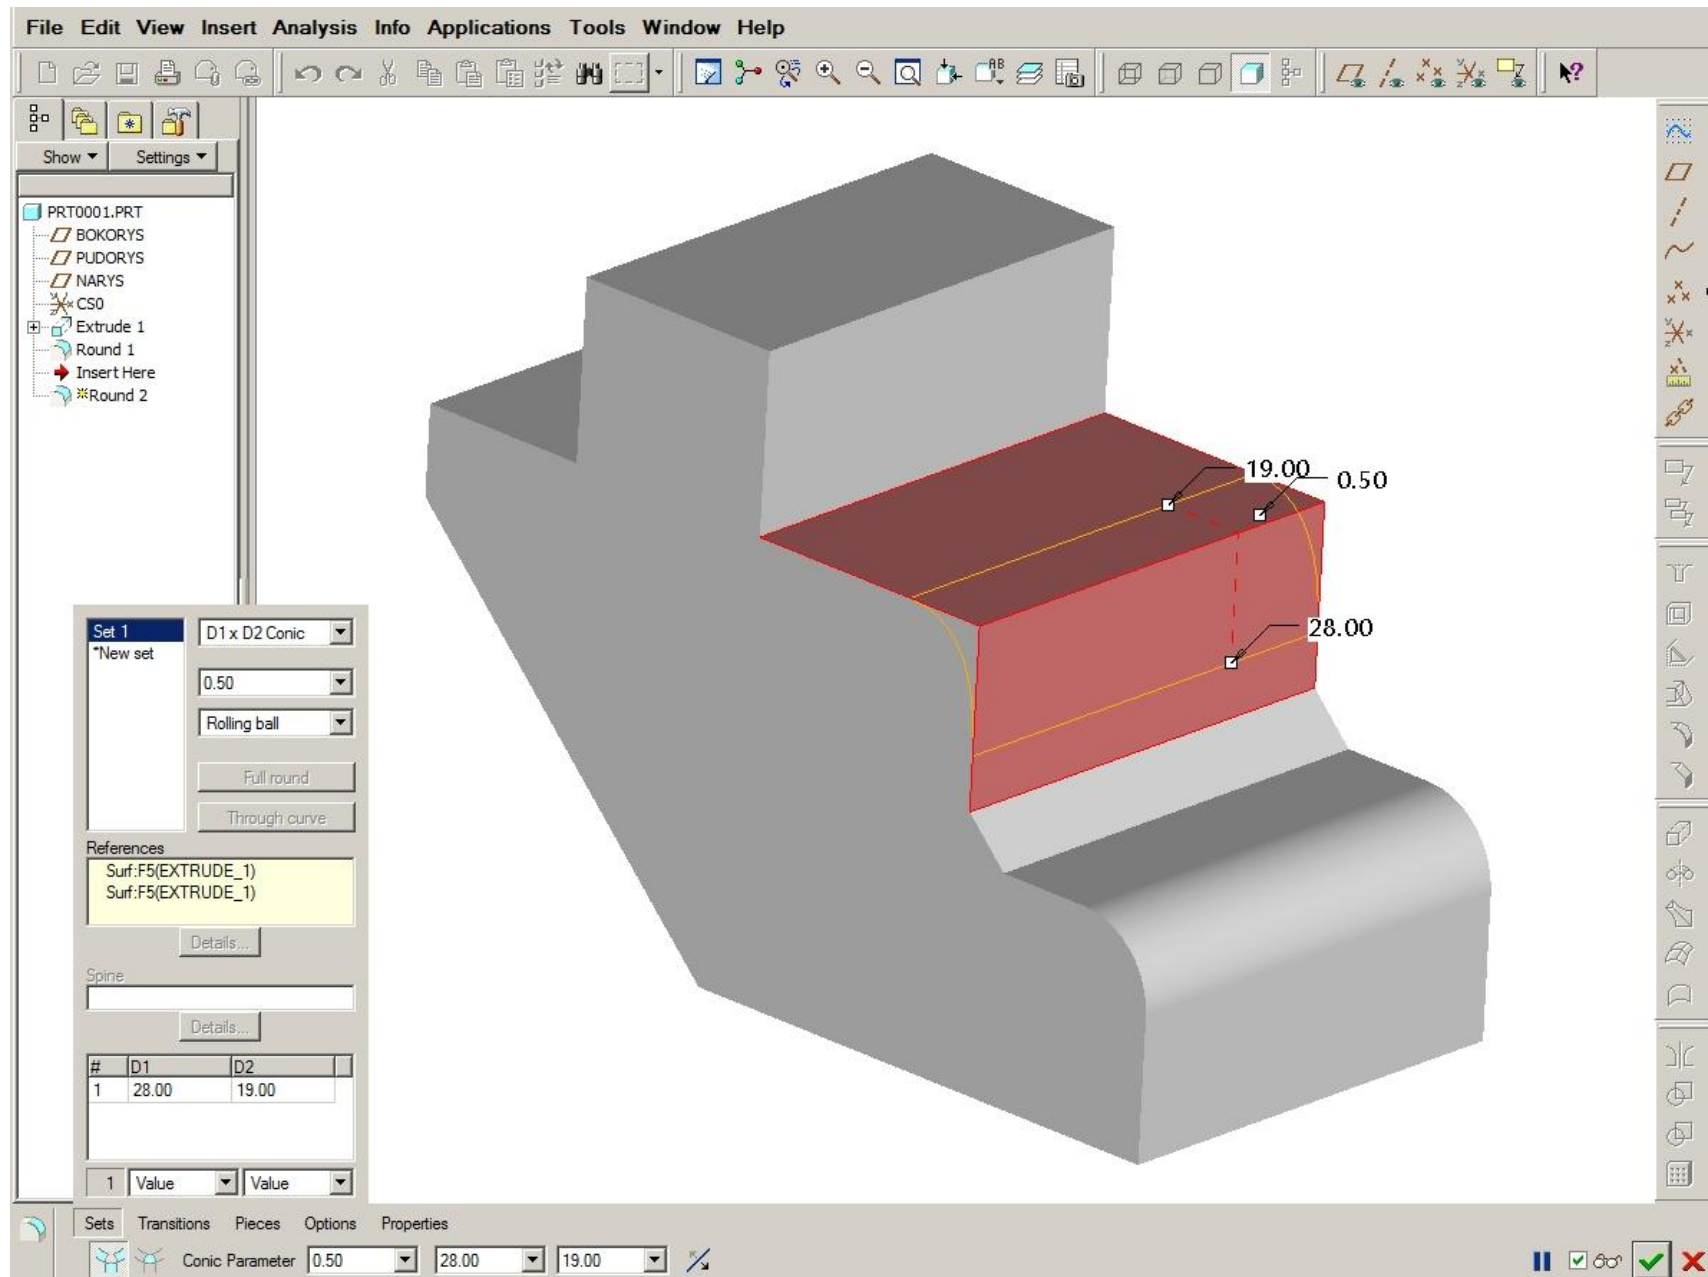 File Edit View Insert Analysis Info Applications Tools Window Help
Show Settings
PRT0001.PRT
BOKORYS
PUDORYS
NARYS
CS0
Extrude 1
Round 1
Insert Here
Round 2
19.00
0.50
28.00
Set 1
*New set
D1 x D2 Conic
0.50
Rolling ball
Full round
Through curve
References
Surf:F5(EXTRUDE_1)
Surf:F5(EXTRUDE_1)
Details...
Spine
Details...
# D1 D2
1 28.00 19.00
1 Value Value
Sets Transitions Pieces Options Properties
Conic Parameter 0.50 28.00 19.00